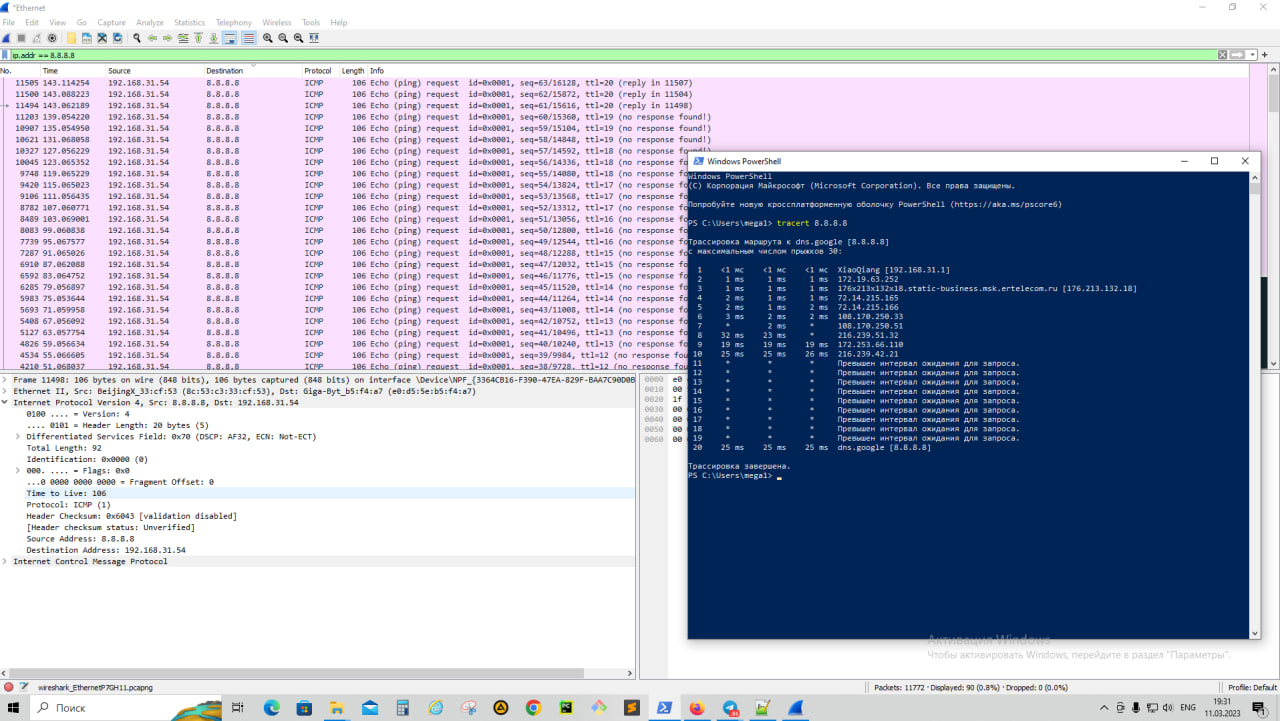 *Ethernet
File Edit View Go Capture Analyze Statistics Telephony Wireless Tools Help
ip.addr == 8.8.8.8
No. Time Source Destination Protocol Length Info
11505 143.114254 192.168.31.54 8.8.8.8 ICMP 106 Echo (ping) request id=0x0001, seq=63/16128, ttl=20 (reply in 11507)
11500 143.088223 192.168.31.54 8.8.8.8 ICMP 106 Echo (ping) request id=0x0001, seq=62/15872, ttl=20 (reply in 11504)
11494 143.062189 192.168.31.54 8.8.8.8 ICMP 106 Echo (ping) request id=0x0001, seq=61/15616, ttl=20 (reply in 11498)
11203 139.054220 192.168.31.54 8.8.8.8 ICMP 106 Echo (ping) request id=0x0001, seq=60/15360, ttl=19 (no response found!)
10907 135.054950 192.168.31.54 8.8.8.8 ICMP 106 Echo (ping) request id=0x0001, seq=59/15104, ttl=19 (no response found!)
10621 131.068058 192.168.31.54 8.8.8.8 ICMP 106 Echo (ping) request id=0x0001, seq=58/14848, ttl=19 (no response found!)
10327 127.056229 192.168.31.54 8.8.8.8 ICMP 106 Echo (ping) request id=0x0001, seq=57/14592, ttl=18 (no response found!)
10045 123.065352 192.168.31.54 8.8.8.8 ICMP 106 Echo (ping) request id=0x0001, seq=56/14336, ttl=18 (no response fo
9748 119.065229 192.168.31.54 8.8.8.8 ICMP 106 Echo (ping) request id=0x0001, seq=55/14080, ttl=18 (no response fo
9420 115.065023 192.168.31.54 8.8.8.8 ICMP 106 Echo (ping) request id=0x0001, seq=54/13824, ttl=17 (no response fo
9106 111.056435 192.168.31.54 8.8.8.8 ICMP 106 Echo (ping) request id=0x0001, seq=53/13568, ttl=17 (no response fo
8782 107.060771 192.168.31.54 8.8.8.8 ICMP 106 Echo (ping) request id=0x0001, seq=52/13312, ttl=17 (no response fo
8489 103.069001 192.168.31.54 8.8.8.8 ICMP 106 Echo (ping) request id=0x0001, seq=51/13056, ttl=16 (no response fo
8083 99.060838 192.168.31.54 8.8.8.8 ICMP 106 Echo (ping) request id=0x0001, seq=50/12800, ttl=16 (no response fo
7739 95.067577 192.168.31.54 8.8.8.8 ICMP 106 Echo (ping) request id=0x0001, seq=49/12544, ttl=16 (no response fo
7287 91.065026 192.168.31.54 8.8.8.8 ICMP 106 Echo (ping) request id=0x0001, seq=48/12288, ttl=15 (no response fo
6910 87.062088 192.168.31.54 8.8.8.8 ICMP 106 Echo (ping) request id=0x0001, seq=47/12032, ttl=15 (no response fo
6592 83.064752 192.168.31.54 8.8.8.8 ICMP 106 Echo (ping) request id=0x0001, seq=46/11776, ttl=15 (no response fo
6285 79.056897 192.168.31.54 8.8.8.8 ICMP 106 Echo (ping) request id=0x0001, seq=45/11520, ttl=14 (no response fo
5983 75.053644 192.168.31.54 8.8.8.8 ICMP 106 Echo (ping) request id=0x0001, seq=44/11264, ttl=14 (no response fo
5693 71.059958 192.168.31.54 8.8.8.8 ICMP 106 Echo (ping) request id=0x0001, seq=43/11008, ttl=14 (no response fo
5408 67.056092 192.168.31.54 8.8.8.8 ICMP 106 Echo (ping) request id=0x0001, seq=42/10752, ttl=13 (no response fo
5127 63.057754 192.168.31.54 8.8.8.8 ICMP 106 Echo (ping) request id=0x0001, seq=41/10496, ttl=13 (no response fo
4826 59.056634 192.168.31.54 8.8.8.8 ICMP 106 Echo (ping) request id=0x0001, seq=40/10240, ttl=13 (no response fo
4534 55.066605 192.168.31.54 8.8.8.8 ICMP 106 Echo (ping) request id=0x0001, seq=39/9984, ttl=12 (no response fou
4210 51.068037 192.168.31.54 8.8.8.8 ICMP 106 Echo (ping) request id=0x0001, seq=38/9728, ttl=12 (no response fou
Frame 11498: 106 bytes on wire (848 bits), 106 bytes captured (848 bits) on interface \Device\NPF_{3364CB16-F390-47EA-829F-BAA7C90D0B
Ethernet II, Src: BeijingX_33:cf:53 (8c:53:c3:33:cf:53), Dst: Giga-Byt_b5:f4:a7 (e0:d5:5e:b5:f4:a7)
Internet Protocol Version 4, Src: 8.8.8.8, Dst: 192.168.31.54
0100 .... = Version: 4
.... 0101 = Header Length: 20 bytes (5)
Differentiated Services Field: 0x70 (DSCP: AF32, ECN: Not-ECT)
Total Length: 92
Identification: 0x0000 (0)
000. .... = Flags: 0x0
...0 0000 0000 0000 = Fragment Offset: 0
Time to Live: 106
Protocol: ICMP (1)
Header Checksum: 0x6043 [validation disabled]
[Header checksum status: Unverified]
Source Address: 8.8.8.8
Destination Address: 192.168.31.54
Internet Control Message Protocol
0000 e0
0010 00
0020 1f
0030 00
0040 00
0050 00
0060 00
Windows PowerShell
Windows PowerShell
(C) Корпорация Майкрософт (Microsoft Corporation). Все права защищены.
Попробуйте новую кроссплатформенную оболочку PowerShell (https://aka.ms/pscore6)
PS C:\Users\mega1> tracert 8.8.8.8
Трассировка маршрута к dns.google [8.8.8.8]
с максимальным числом прыжков 30:
1 <1 мс <1 мс <1 мс XiaoQiang [192.168.31.1]
2 1 ms 1 ms 1 ms 172.19.63.252
3 1 ms 1 ms 1 ms 176x213x132x18.static-business.msk.ertelecom.ru [176.213.132.18]
4 2 ms 1 ms 1 ms 72.14.215.165
5 2 ms 1 ms 2 ms 72.14.215.166
6 3 ms 2 ms 2 ms 108.170.250.33
7 * 2 ms * 108.170.250.51
8 32 ms 23 ms * 216.239.51.32
9 19 ms 19 ms 19 ms 172.253.66.110
10 25 ms 25 ms 26 ms 216.239.42.21
11 * * * Превышен интервал ожидания для запроса.
12 * * * Превышен интервал ожидания для запроса.
13 * * * Превышен интервал ожидания для запроса.
14 * * * Превышен интервал ожидания для запроса.
15 * * * Превышен интервал ожидания для запроса.
16 * * * Превышен интервал ожидания для запроса.
17 * * * Превышен интервал ожидания для запроса.
18 * * * Превышен интервал ожидания для запроса.
19 * * * Превышен интервал ожидания для запроса.
20 25 ms 25 ms 25 ms dns.google [8.8.8.8]
Трассировка завершена.
PS C:\Users\mega1>
Активация Windows
Чтобы активировать Windows, перейдите в раздел "Параметры".
wireshark_EthernetP7GH11.pcapng
Packets: 11772 · Displayed: 90 (0.8%) · Dropped: 0 (0.0%)
Profile: Default
Поиск
ENG
19:31
11.03.2023